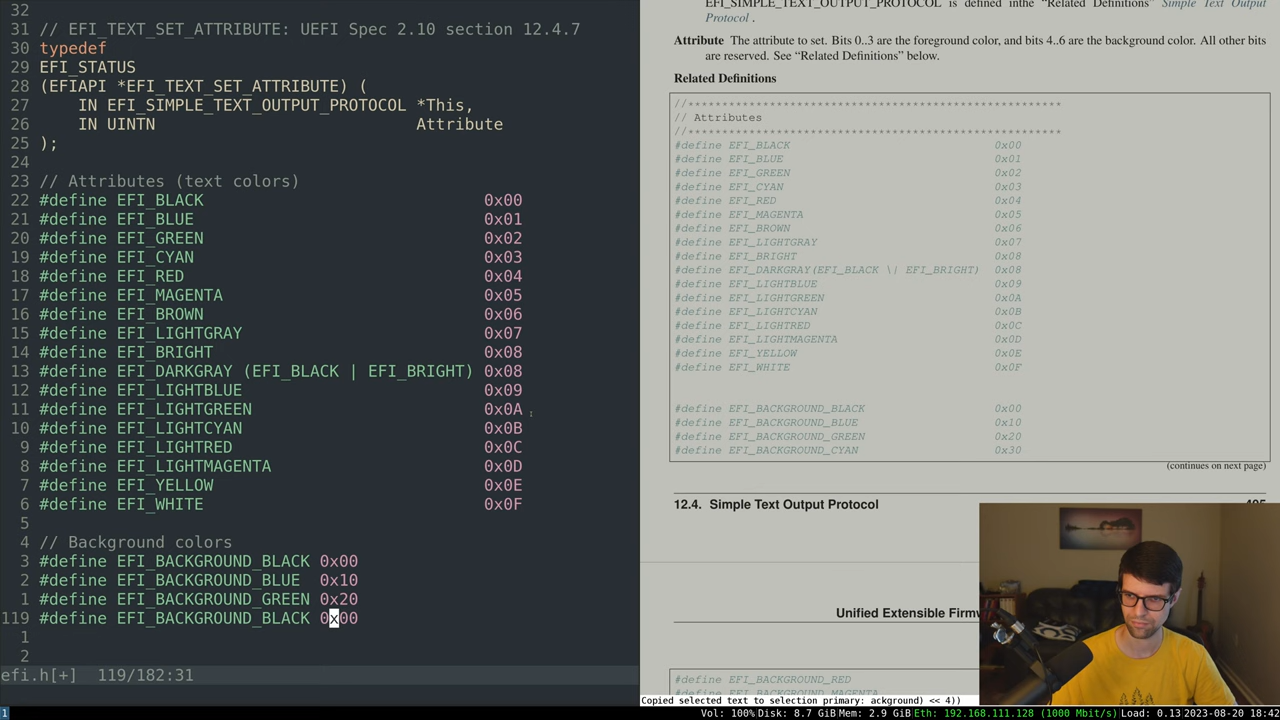 32
31 // EFI_TEXT_SET_ATTRIBUTE: UEFI Spec 2.10 section 12.4.7
30 typedef
29 EFI_STATUS
28 (EFIAPI *EFI_TEXT_SET_ATTRIBUTE) (
27     IN EFI_SIMPLE_TEXT_OUTPUT_PROTOCOL *This,
26     IN UINTN                           Attribute
25 );
24
23 // Attributes (text colors)
22 #define EFI_BLACK                             0x00
21 #define EFI_BLUE                              0x01
20 #define EFI_GREEN                             0x02
19 #define EFI_CYAN                              0x03
18 #define EFI_RED                               0x04
17 #define EFI_MAGENTA                           0x05
16 #define EFI_BROWN                             0x06
15 #define EFI_LIGHTGRAY                         0x07
14 #define EFI_BRIGHT                            0x08
13 #define EFI_DARKGRAY (EFI_BLACK | EFI_BRIGHT) 0x08
12 #define EFI_LIGHTBLUE                         0x09
11 #define EFI_LIGHTGREEN                        0x0A
10 #define EFI_LIGHTCYAN                         0x0B
9 #define EFI_LIGHTRED                          0x0C
8 #define EFI_LIGHTMAGENTA                      0x0D
7 #define EFI_YELLOW                            0x0E
6 #define EFI_WHITE                             0x0F
5
4 // Background colors
3 #define EFI_BACKGROUND_BLACK 0x00
2 #define EFI_BACKGROUND_BLUE  0x10
1 #define EFI_BACKGROUND_GREEN 0x20
119 #define EFI_BACKGROUND_BLACK 0x00
1
2
efi.h[+]  119/182:31
EFI_SIMPLE_TEXT_OUTPUT_PROTOCOL is defined inthe “Related Definitions” Simple Text Output
Protocol .
Attribute The attribute to set. Bits 0..3 are the foreground color, and bits 4..6 are the background color. All other bits
are reserved. See “Related Definitions” below.
Related Definitions
//*******************************************************
// Attributes
//*******************************************************
#define EFI_BLACK 0x00
#define EFI_BLUE 0x01
#define EFI_GREEN 0x02
#define EFI_CYAN 0x03
#define EFI_RED 0x04
#define EFI_MAGENTA 0x05
#define EFI_BROWN 0x06
#define EFI_LIGHTGRAY 0x07
#define EFI_BRIGHT 0x08
#define EFI_DARKGRAY(EFI_BLACK \| EFI_BRIGHT) 0x08
#define EFI_LIGHTBLUE 0x09
#define EFI_LIGHTGREEN 0x0A
#define EFI_LIGHTCYAN 0x0B
#define EFI_LIGHTRED 0x0C
#define EFI_LIGHTMAGENTA 0x0D
#define EFI_YELLOW 0x0E
#define EFI_WHITE 0x0F
#define EFI_BACKGROUND_BLACK 0x00
#define EFI_BACKGROUND_BLUE 0x10
#define EFI_BACKGROUND_GREEN 0x20
#define EFI_BACKGROUND_CYAN 0x30
(continues on next page)
12.4. Simple Text Output Protocol
Unified Extensible Firmw
#define EFI_BACKGROUND_RED
#define EFI_BACKGROUND_MAGENTA
Copied selected text to selection primary: ackground) << 4))
1 Vol: 100% Disk: 8.7 GiB Mem: 2.9 GiB Eth: 192.168.111.128 (1000 Mbit/s) Load: 0.13 2023-08-20 18:42